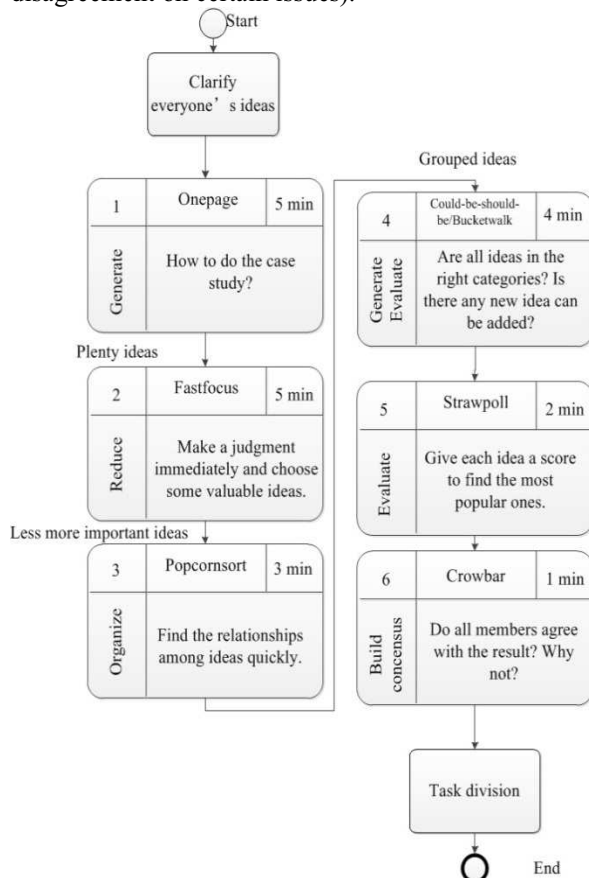 disagreement on certain issues).
Start
Clarify
everyone’ s ideas
1
Onepage
5 min
Generate
How to do the case
study?
Plenty ideas
2
Fastfocus
5 min
Reduce
Make a judgment
immediately and choose
some valuable ideas.
Less more important ideas
3
Popcornsort
3 min
Organize
Find the relationships
among ideas quickly.
Grouped ideas
4
Could-be-should-
be/Bucketwalk
4 min
Generate
Evaluate
Are all ideas in the
right categories? Is
there any new idea can
be added?
5
Strawpoll
2 min
Evaluate
Give each idea a score
to find the most
popular ones.
6
Crowbar
1 min
Build
concensus
Do all members agree
with the result? Why
not?
Task division
End